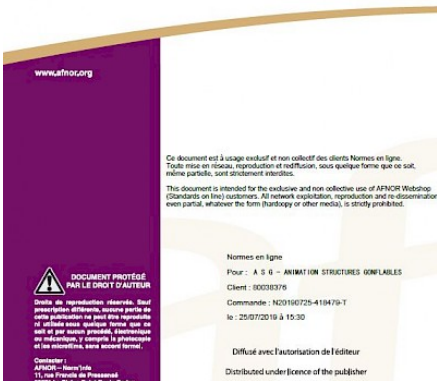 www.afnor.org
Ce document est à usage exclusif et non collectif des clients Normes en ligne.
Toute mise en réseau, reproduction et rediffusion, sous quelque forme que ce soit,
même partielle, sont strictement interdites.
This document is intended for the exclusive and non collective use of AFNOR Webshop
(Standards on line) customers. All network exploitation, reproduction and re-dissemination,
even partial, whatever the form (hardcopy or other media), is strictly prohibited.
DOCUMENT PROTÉGÉ
PAR LE DROIT D'AUTEUR
Droits de reproduction réservés. Sauf
prescription différente, aucune partie de
cette publication ne peut être reproduite
ni utilisée sous quelque forme que ce
soit et par aucun procédé, électronique
ou mécanique, y compris la photocopie
et les microfilms, sans accord formel.
Contacter :
AFNOR – Norm'Info
11, rue Francis de Pressensé
Normes en ligne
Pour : A S G - ANIMATION STRUCTURES GONFLABLES
Client : 80038376
Commande : N20190725-418479-T
le : 25/07/2019 à 15:30
Diffusé avec l'autorisation de l'éditeur
Distributed under licence of the publisher